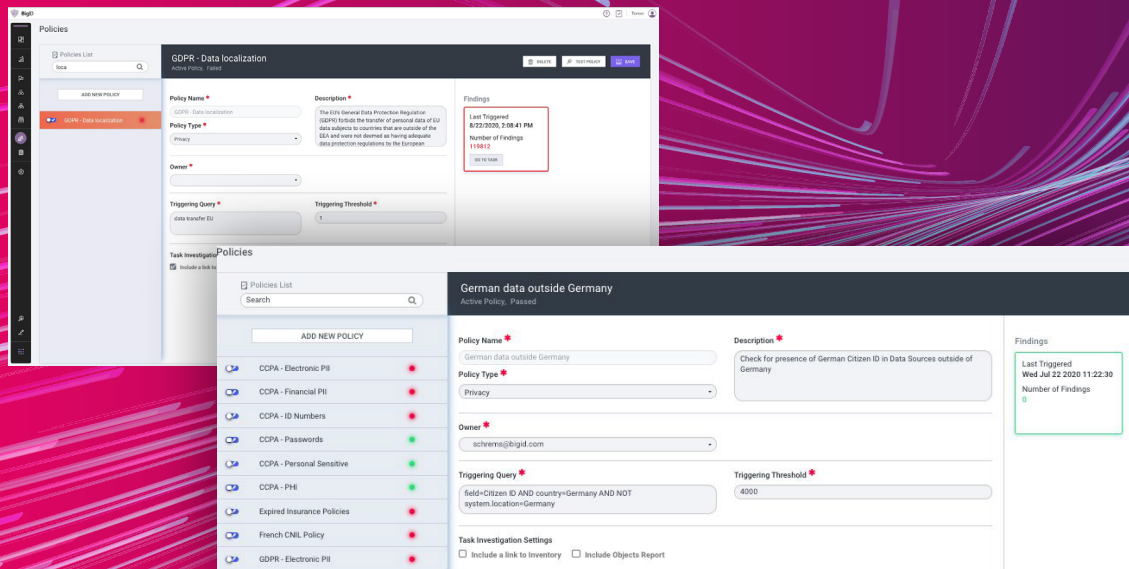 BigID
Policies
Policies List
loca
ADD NEW POLICY
GDPR - Data localization
GDPR - Data localization
Active Policy, Failed
DELETE
TEST POLICY
SAVE
Policy Name *
GDPR - Data localization
Policy Type *
Privacy
Owner *
Triggering Query *
data transfer EU
Description *
The EU's General Data Protection Regulation
(GDPR) forbids the transfer of personal data of EU
data subjects to countries that are outside of the
EEA and were not deemed as having adequate
data protection regulations by the European
Triggering Threshold *
1
Findings
Last Triggered
8/22/2020, 2:08:41 PM
Number of Findings
119812
GO TO TASK
Task Investigatio
Include a link to
Policies
Policies List
Search
ADD NEW POLICY
CCPA - Electronic PII
CCPA - Financial PII
CCPA - ID Numbers
CCPA - Passwords
CCPA - Personal Sensitive
CCPA - PHI
Expired Insurance Policies
French CNIL Policy
GDPR - Electronic PII
German data outside Germany
Active Policy, Passed
Policy Name *
German data outside Germany
Policy Type *
Privacy
Owner *
schrems@bigid.com
Triggering Query *
field=Citizen ID AND country=Germany AND NOT
system.location=Germany
Description *
Check for presence of German Citizen ID in Data Sources outside of
Germany
Triggering Threshold *
4000
Task Investigation Settings
Include a link to Inventory
Include Objects Report
Findings
Last Triggered
Wed Jul 22 2020 11:22:30
Number of Findings
0